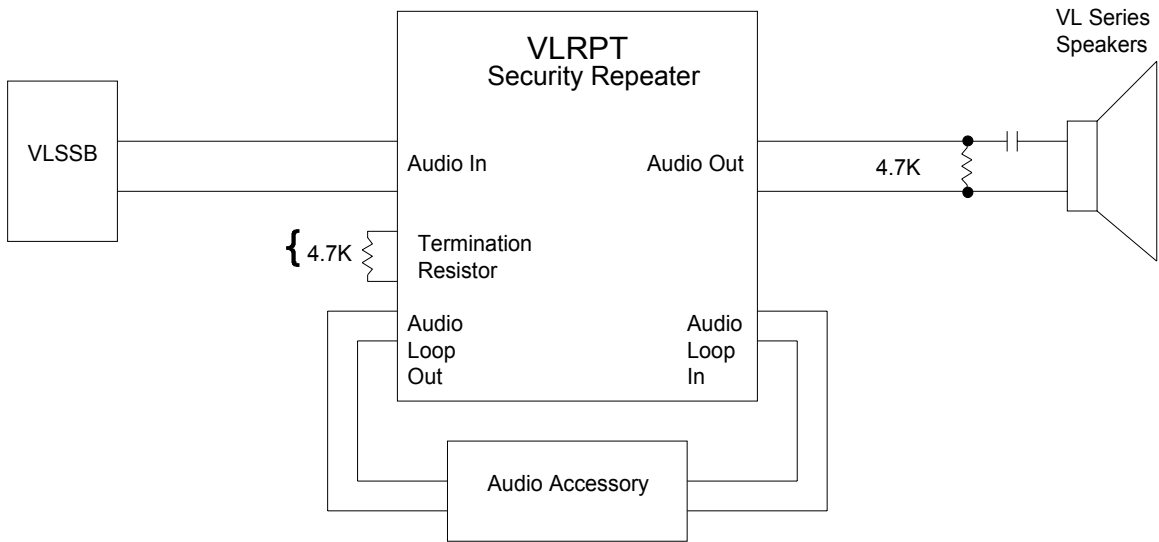 VL Series
Speakers
VLRPT
Security Repeater
VLSSB
Audio In
Audio Out
4.7K
{ 4.7K
Termination
Resistor
Audio
Loop
Out
Audio
Loop
In
Audio Accessory